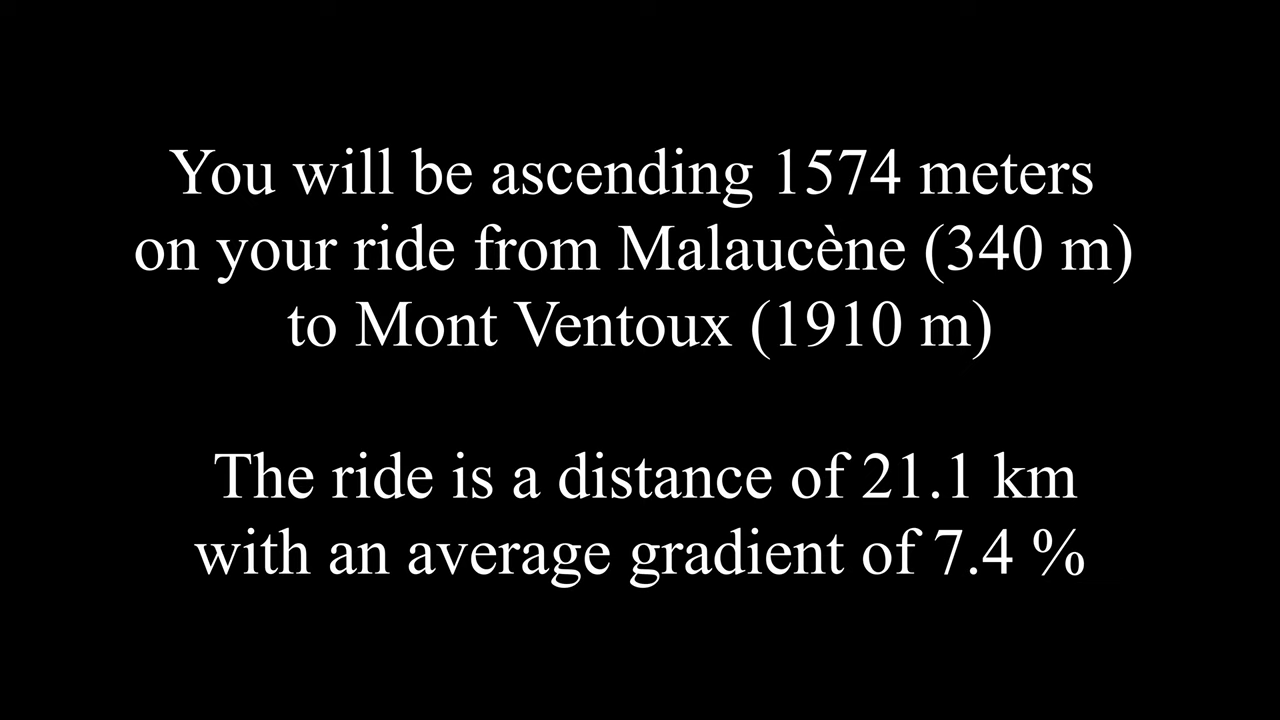 You will be ascending 1574 meters
on your ride from Malaucène (340 m)
to Mont Ventoux (1910 m)
The ride is a distance of 21.1 km
with an average gradient of 7.4 %